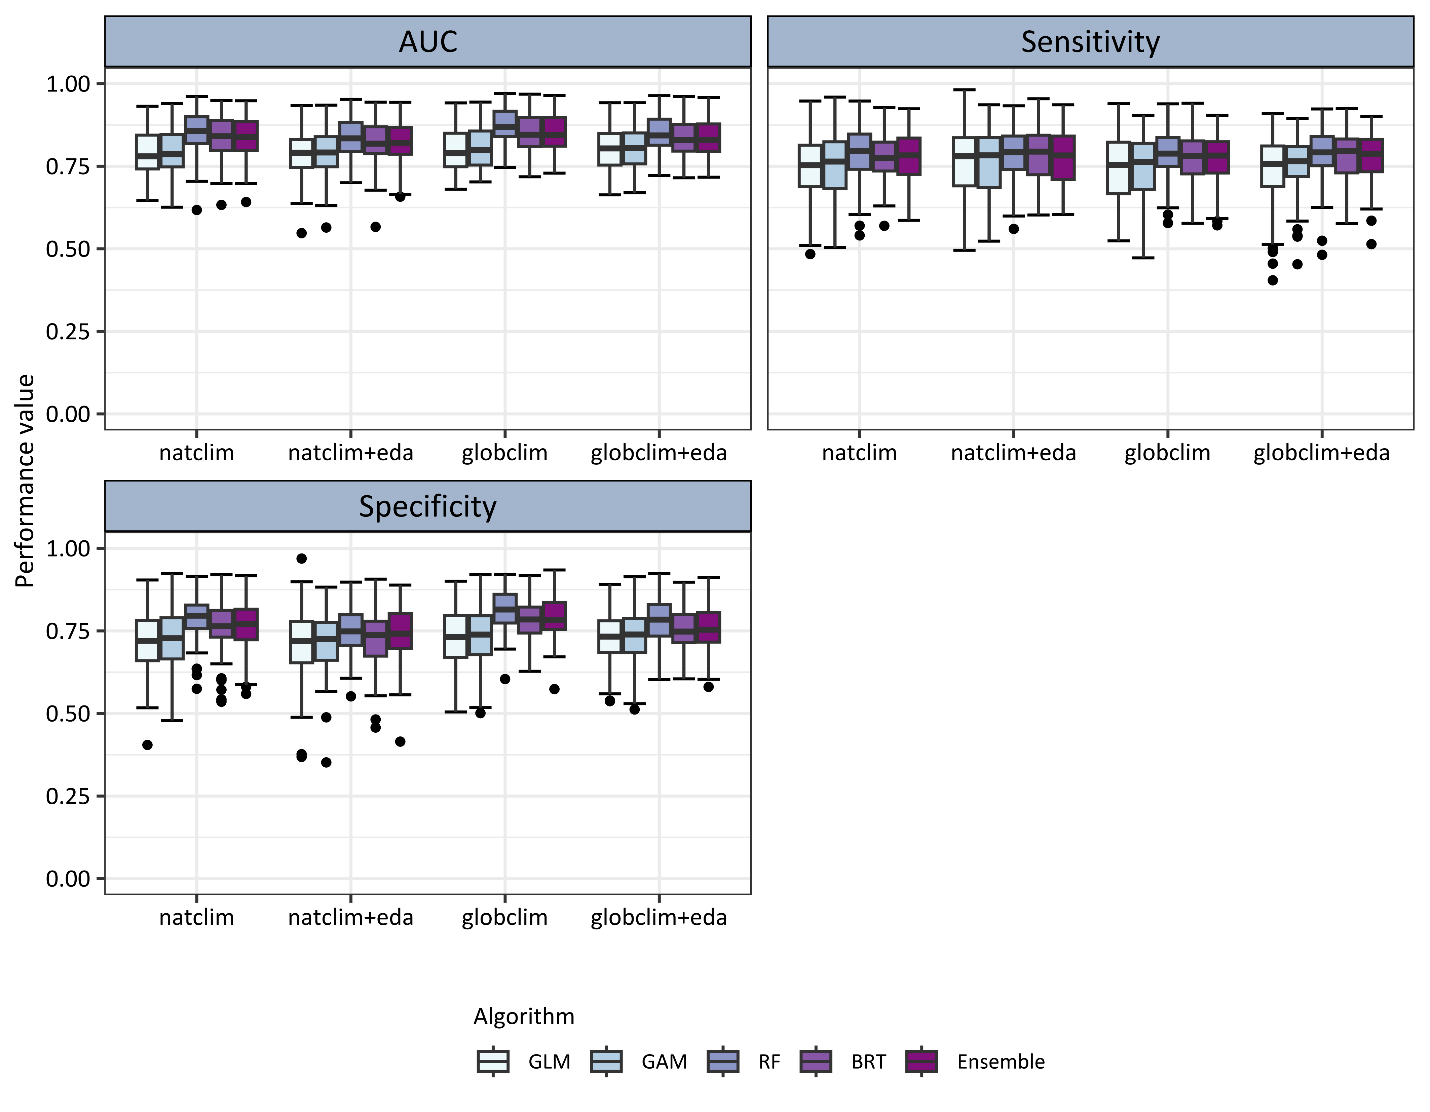 AUC
Sensitivity
1.00
0.75
0.50
0.25
0.00
natclim natclim+eda globclim globclim+eda
natclim natclim+eda globclim globclim+eda
Performance value
Specificity
1.00
0.75
0.50
0.25
0.00
natclim natclim+eda globclim globclim+eda
Algorithm
GLM GAM RF BRT Ensemble